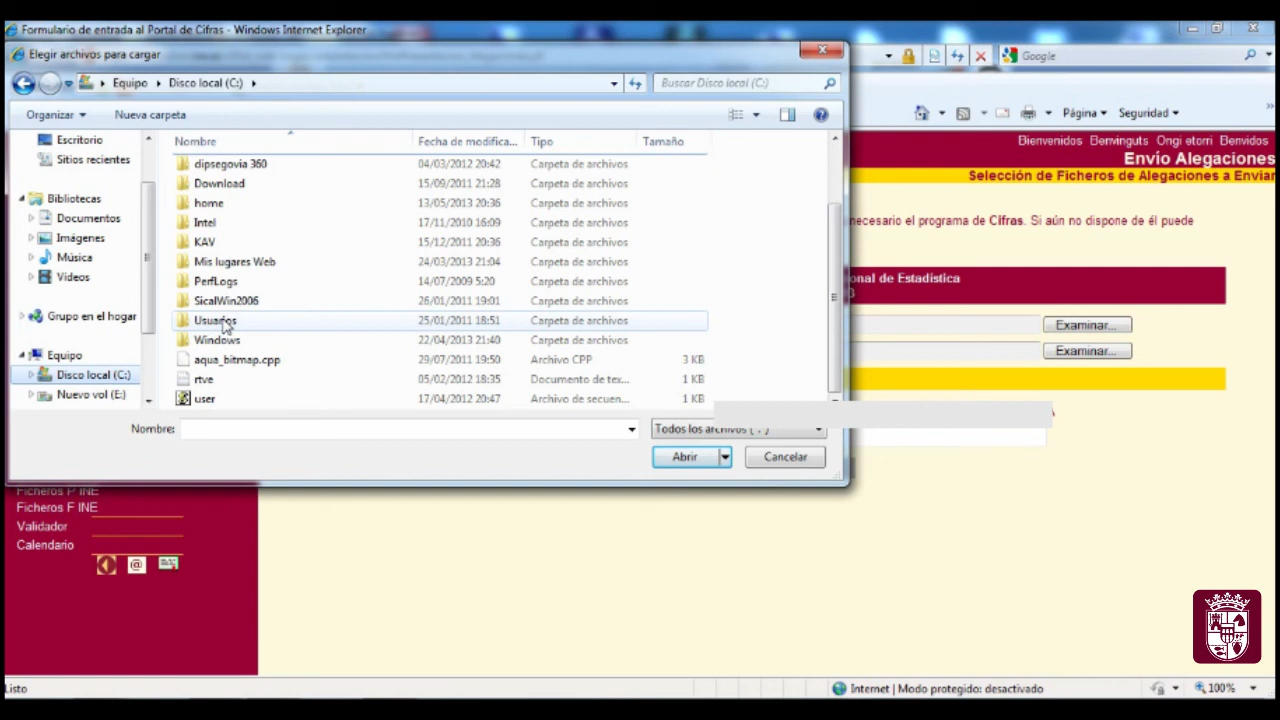 Formulario de entrada al Portal de Cifras - Windows Internet Explorer
Elegir archivos para cargar
Google
Equipo Disco local (C:)
Buscar Disco local (C:)
Organizar Nueva carpeta
Página Seguridad
Escritorio
Sitios recientes
Bibliotecas
Documentos
Imágenes
Música
Vídeos
Grupo en el hogar
Equipo
Disco local (C:)
Nuevo vol (E:)
Nombre Fecha de modifica... Tipo Tamaño
dipsegovia 360 04/03/2012 20:42 Carpeta de archivos
Download 15/09/2011 21:28 Carpeta de archivos
home 13/05/2013 20:36 Carpeta de archivos
Intel 17/11/2010 16:09 Carpeta de archivos
KAV 15/12/2011 20:36 Carpeta de archivos
Mis lugares Web 24/03/2013 21:04 Carpeta de archivos
PerfLogs 14/07/2009 5:20 Carpeta de archivos
SicalWin2006 26/01/2011 19:01 Carpeta de archivos
Usuarios 25/01/2011 18:51 Carpeta de archivos
Windows 22/04/2013 21:40 Carpeta de archivos
aqua_bitmap.cpp 29/07/2011 19:50 Archivo CPP 3 KB
rtve 05/02/2012 18:35 Documento de tex... 1 KB
user 17/04/2012 20:47 Archivo de secuen... 1 KB
Nombre: Todos los archivos (*.*)
Abrir Cancelar
Bienvenidos Benvinguts Ongi etorri Benvidos
Envío Alegaciones
Selección de Ficheros de Alegaciones a Enviar
necesario el programa de Cifras. Si aún no dispone de él puede
onal de Estadística
3
Examinar...
Examinar...
Ficheros P INE
Ficheros F INE
Validador
Calendario
@
Listo Internet | Modo protegido: desactivado 100%